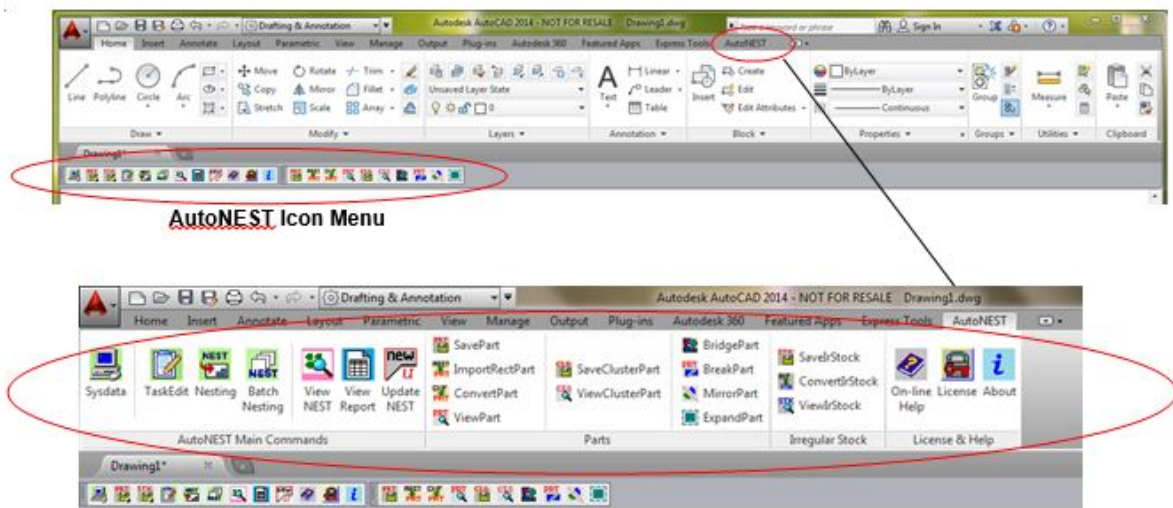 Drafting & Annotation Autodesk AutoCAD 2014 - NOT FOR RESALE Drawing1.dwg Type a keyword or phrase Sign In
Home Insert Annotate Layout Parametric View Manage Output Plug-ins Autodesk 360 Featured Apps Express Tools AutoNEST
Line Polyline Circle Arc
Move Rotate Trim
Copy Mirror Fillet
Stretch Scale Array
Unsaved Layer State
0
Text Linear
Leader
Table
Insert Create
Edit
Edit Attributes
ByLayer
ByLayer
Continuous
Group Measure Paste
Draw Modify Layers Annotation Block Properties Groups Utilities Clipboard
Drawing1*
AutoNEST Icon Menu
Drafting & Annotation Autodesk AutoCAD 2014 - NOT FOR RESALE Drawing1.dwg
Home Insert Annotate Layout Parametric View Manage Output Plug-ins Autodesk 360 Featured Apps Express Tools AutoNEST
Sysdata TaskEdit Nesting Batch Nesting View NEST View Report Update NEST
SavePart
ImportRectPart
ConvertPart
ViewPart
SaveClusterPart
ViewClusterPart
BridgePart
BreakPart
MirrorPart
ExpandPart
SaveIrStock
ConvertIrStock
ViewIrStock
On-line Help License About
AutoNEST Main Commands Parts Irregular Stock License & Help
Drawing1*